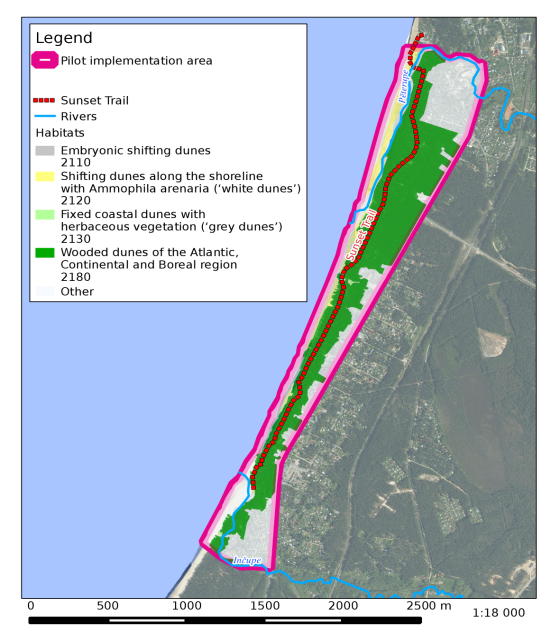 Legend
Pilot implementation area
Sunset Trail
Rivers
Habitats
Embryonic shifting dunes
2110
Shifting dunes along the shoreline
with Ammophila arenaria (‘white dunes’)
2120
Fixed coastal dunes with
herbaceous vegetation (‘grey dunes’)
2130
Wooded dunes of the Atlantic,
Continental and Boreal region
2180
Other
Pēterupe
Sunset Trail
Inčupe
0 500 1000 1500 2000 2500 m
1:18 000